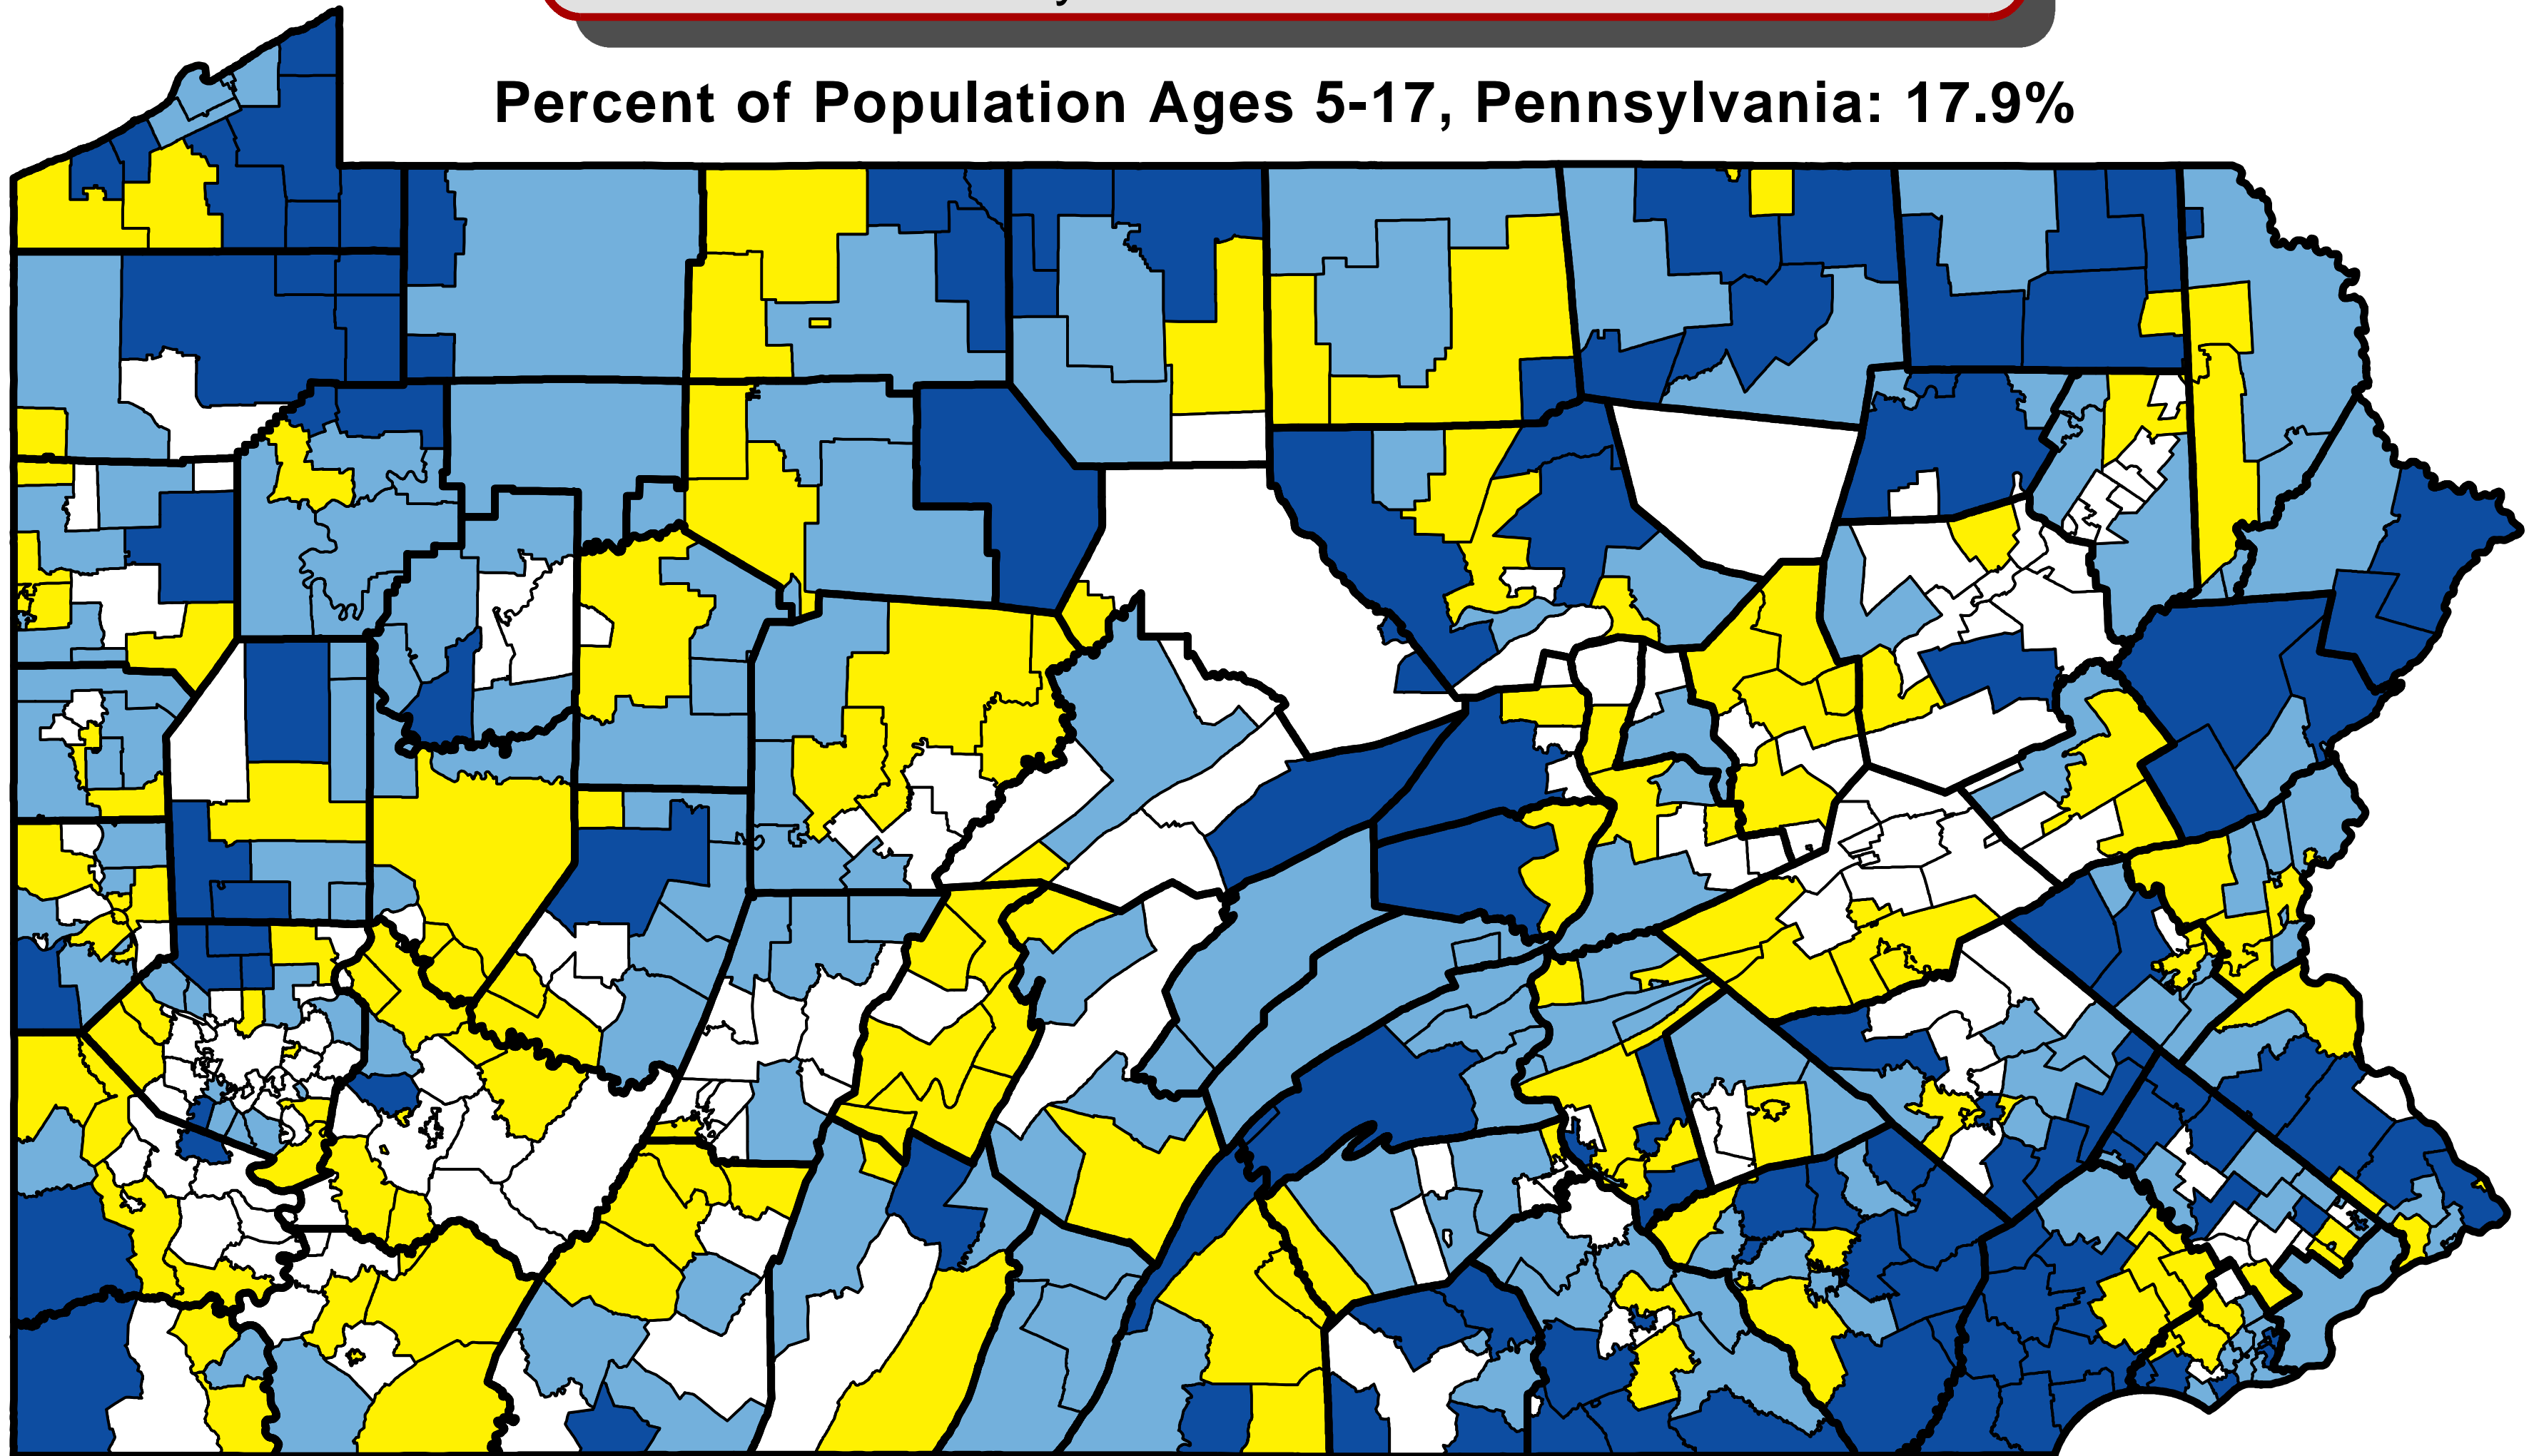 Percent of Population Ages 5-17, Pennsylvania: 17.9%